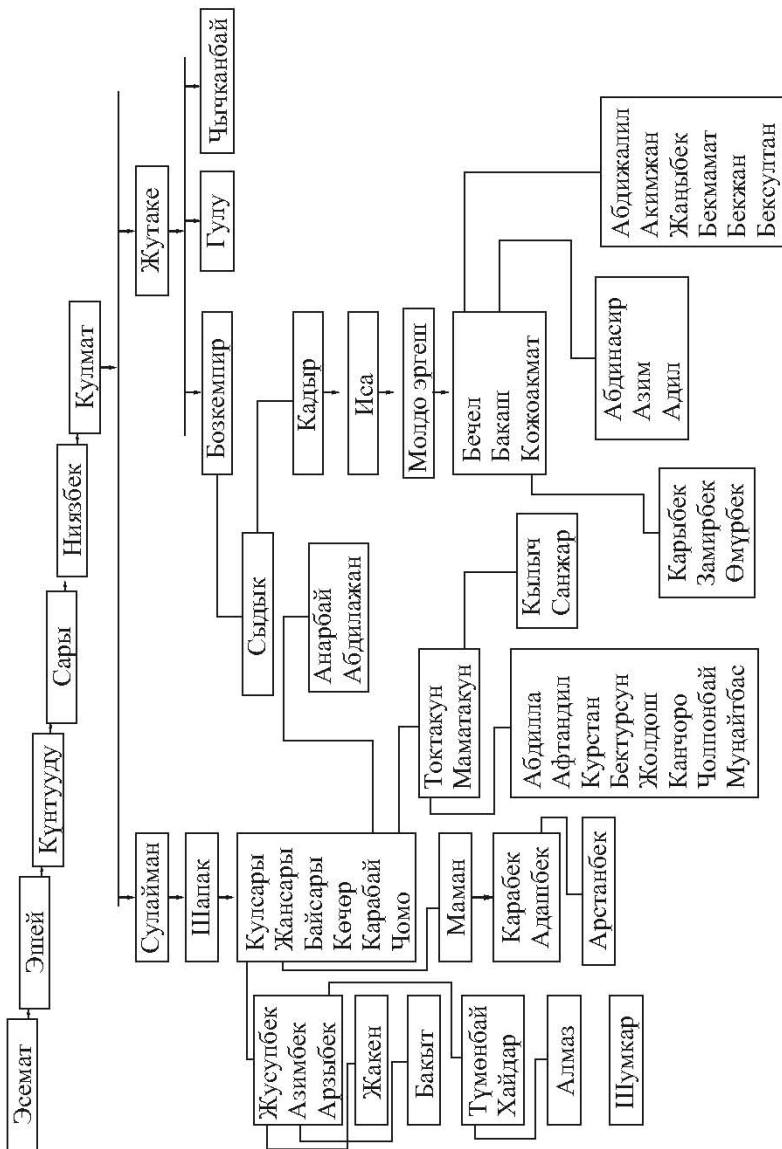 Эсемат
Эшей
Күнтууду
Сары
Ниязбек
Кулмат
Сулайман
Жутаке
Шапак
Бозкемпир
Гулу
Чычканбай
Кулсары
Жансары
Байсары
Көчөр
Карабай
Чомо
Сыдык
Кадыр
Жусупбек
Азимбек
Арзыбек
Маман
Анарбай
Абдилажан
Иса
Жакен
Бакыт
Карабек
Адашбек
Токтакун
Маматакун
Молдо эргеш
Түмөнбай
Хайдар
Арстанбек
Абдилла
Афтандил
Курстан
Бектурсун
Жолдош
Канчоро
Чолпонбай
Муңайтбас
Кылыч
Санжар
Бечел
Бакаш
Кожоакмат
Алмаз
Шумкар
Карыбек
Замирбек
Өмүрбек
Абдинасир
Азим
Адил
Абдижалил
Акимжан
Жаңыбек
Бекмамат
Бекжан
Бексултан